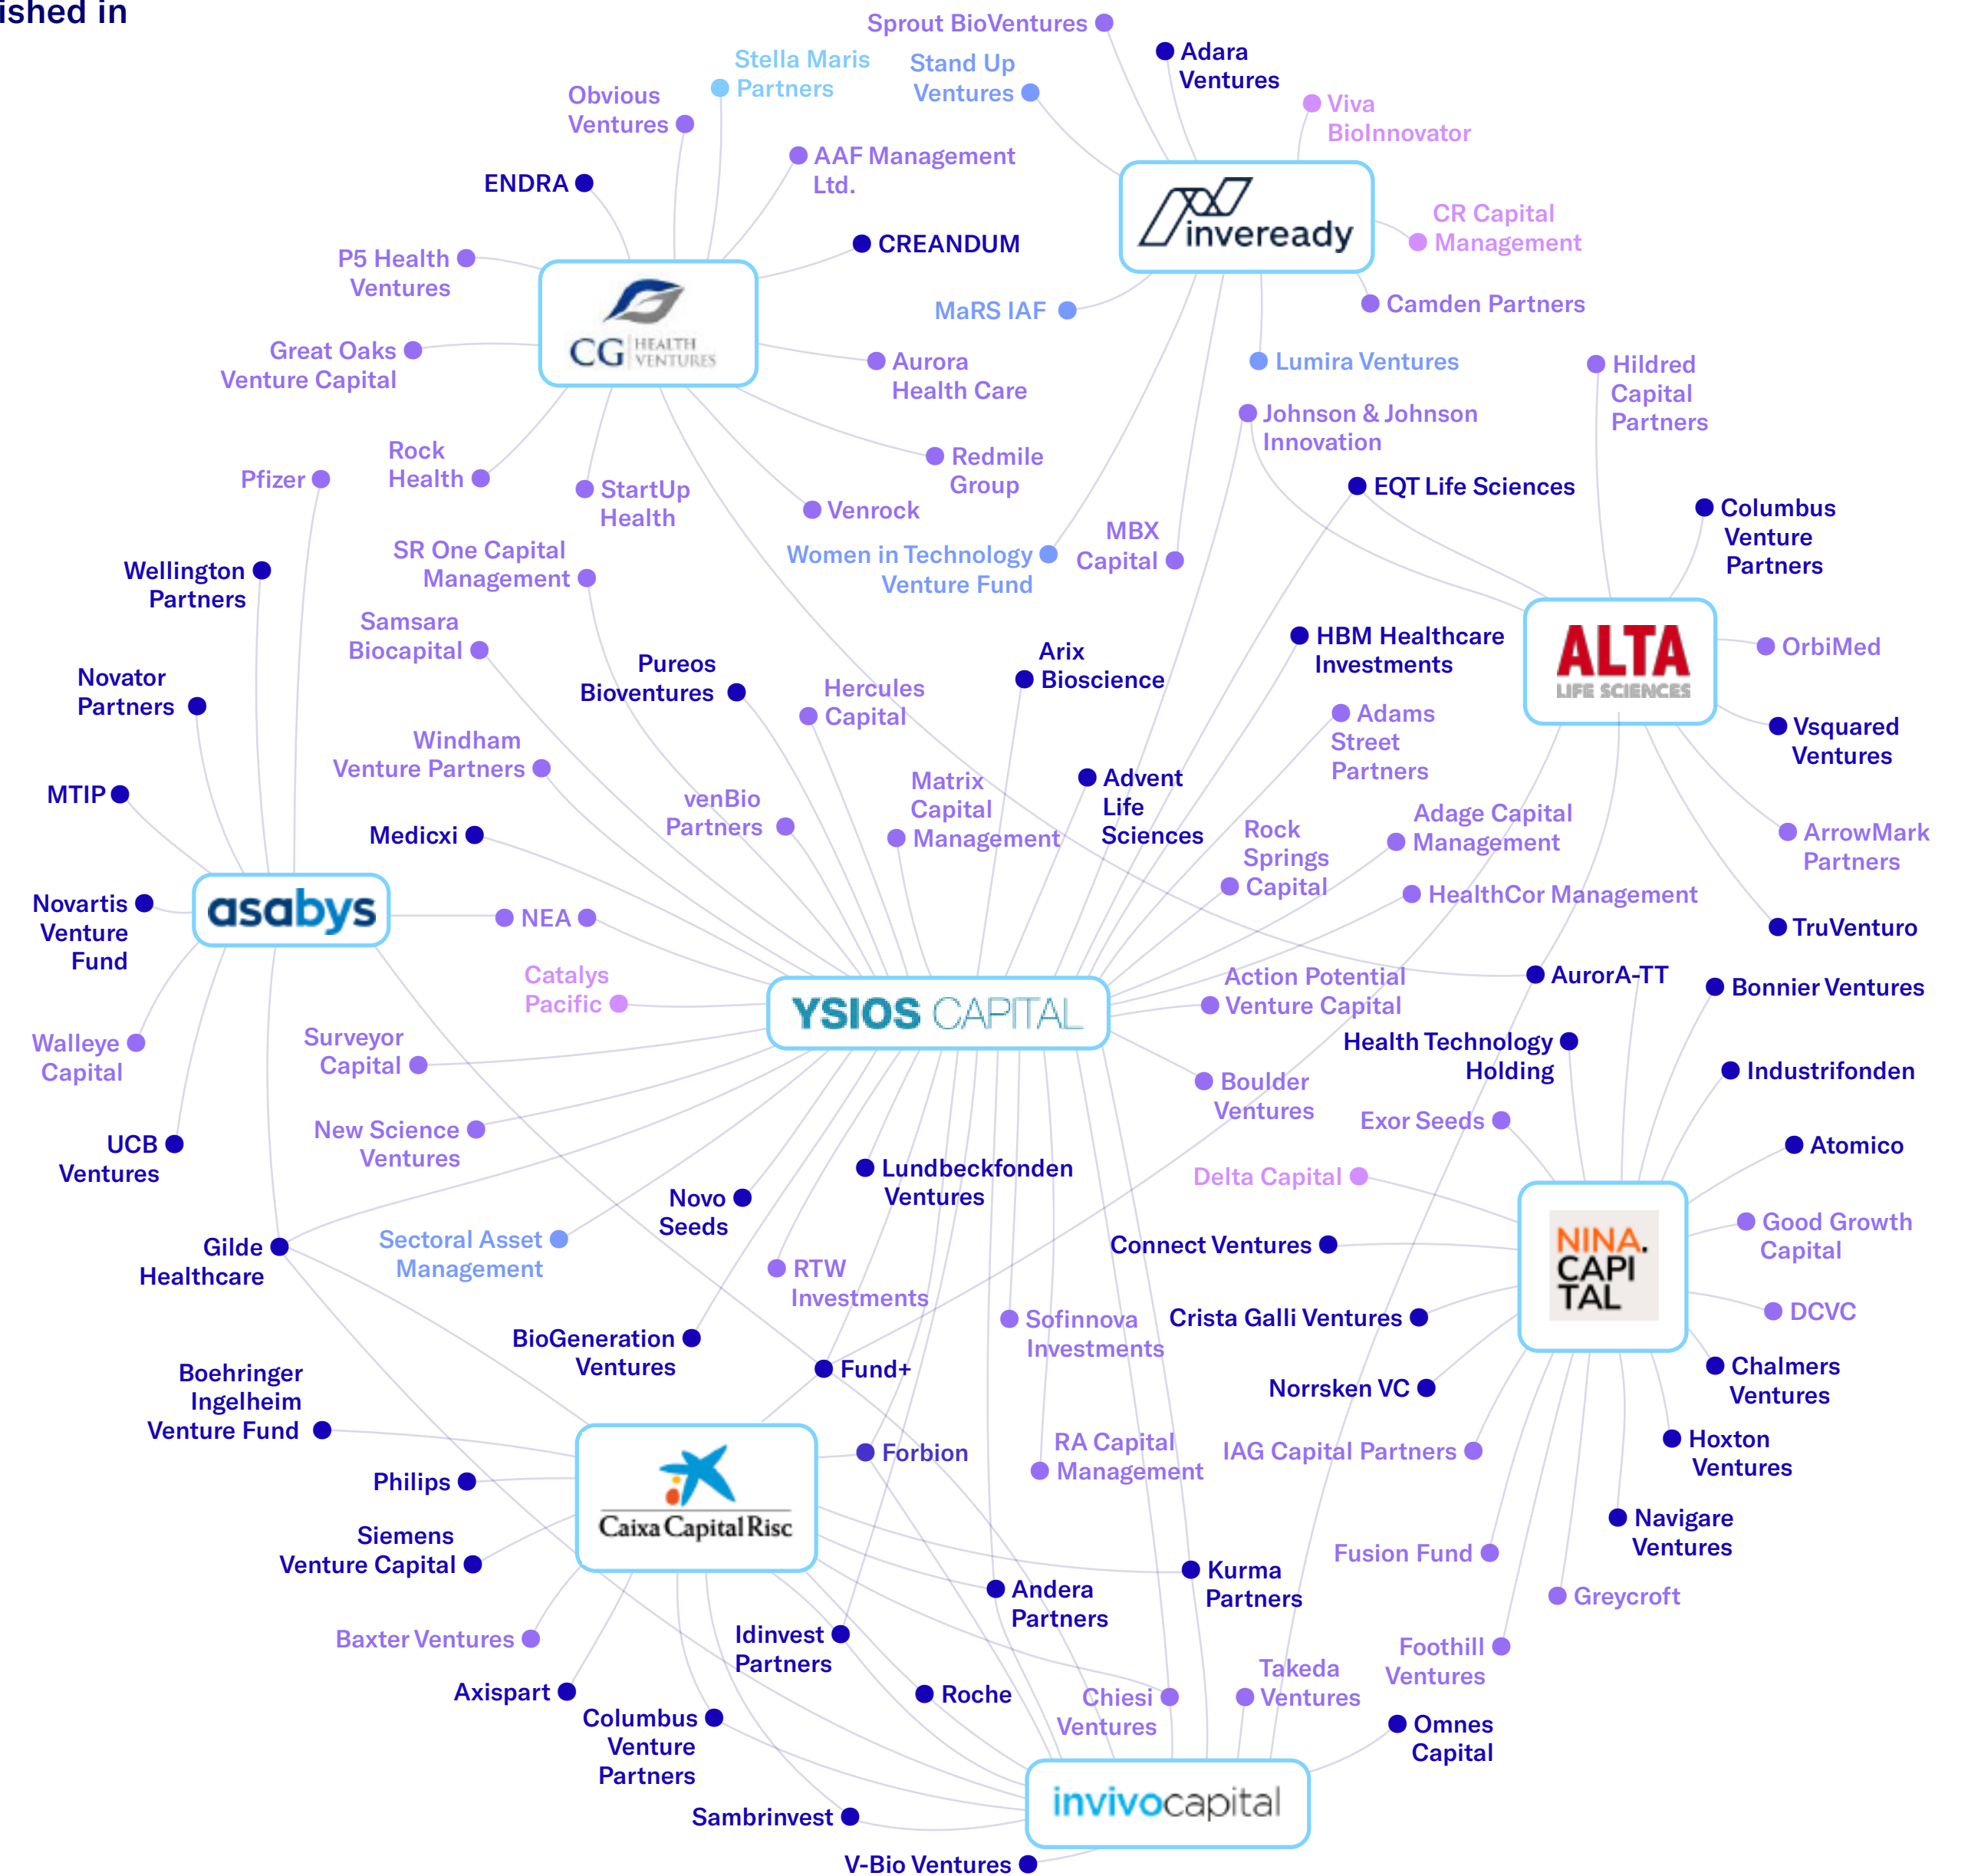 ished in
Sprout BioVentures
Adara
Ventures
Stella Maris
Partners
Stand Up
Ventures
Obvious
Ventures
Viva
BioInnovator
AAF Management
Ltd.
ENDRA
inveready
CR Capital
Management
CREANDUM
P5 Health
Ventures
CG
HEALTH
VENTURES
MaRS IAF
Camden Partners
Great Oaks
Venture Capital
Aurora
Health Care
Lumira Ventures
Hildred
Capital
Partners
Johnson & Johnson
Innovation
Rock
Health
Redmile
Group
Pfizer
StartUp
Health
EQT Life Sciences
Venrock
Columbus
Venture
Partners
MBX
Capital
SR One Capital
Management
Women in Technology
Venture Fund
Wellington
Partners
Samsara
Biocapital
HBM Healthcare
Investments
ALTA
LIFE SCIENCES
OrbiMed
Pureos
Bioventures
Arix
Bioscience
Novator
Partners
Hercules
Capital
Adams
Street
Partners
Vsquared
Ventures
Windham
Venture Partners
Matrix
Capital
Management
Advent
Life
Sciences
MTIP
venBio
Partners
Adage Capital
Management
Medicxi
Rock
Springs
Capital
ArrowMark
Partners
asabys
HealthCor Management
Novartis
Venture
Fund
NEA
TruVenturo
Catalys
Pacific
Action Potential
Venture Capital
AurorA-TT
Bonnier Ventures
YSIOS CAPITAL
Walleye
Capital
Surveyor
Capital
Health Technology
Holding
Industrifonden
Boulder
Ventures
New Science
Ventures
Exor Seeds
UCB
Ventures
Atomico
Lundbeckfonden
Ventures
Delta Capital
Novo
Seeds
Good Growth
Capital
Gilde
Healthcare
Sectoral Asset
Management
Connect Ventures
NINA.
CAPI
TAL
RTW
Investments
Crista Galli Ventures
DCVC
Sofinnova
Investments
BioGeneration
Ventures
Fund+
Chalmers
Ventures
Boehringer
Ingelheim
Venture Fund
Norrsken VC
Forbion
RA Capital
Management
IAG Capital Partners
Hoxton
Ventures
Philips
Caixa Capital Risc
Siemens
Venture Capital
Navigare
Ventures
Fusion Fund
Kurma
Partners
Andera
Partners
Greycroft
Baxter Ventures
Idinvest
Partners
Foothill
Ventures
Takeda
Ventures
Axispart
Roche
Chiesi
Ventures
Columbus
Venture
Partners
Omnes
Capital
invivocapital
Sambrinvest
V-Bio Ventures